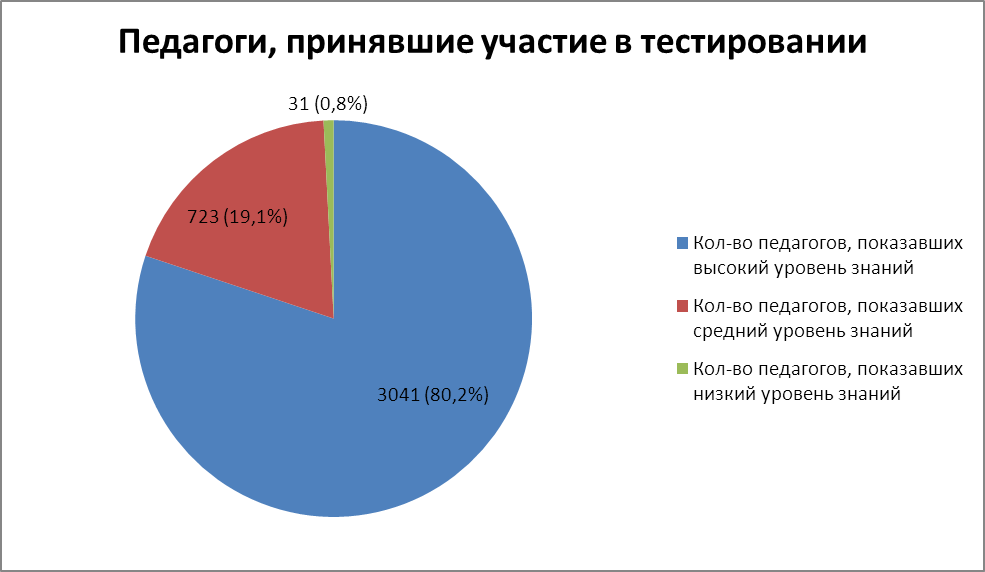 Педагоги, принявшие участие в тестировании
31 (0,8%)
723 (19,1%)
3041 (80,2%)
Кол-во педагогов, показавших
высокий уровень знаний
Кол-во педагогов, показавших
средний уровень знаний
Кол-во педагогов, показавших
низкий уровень знаний